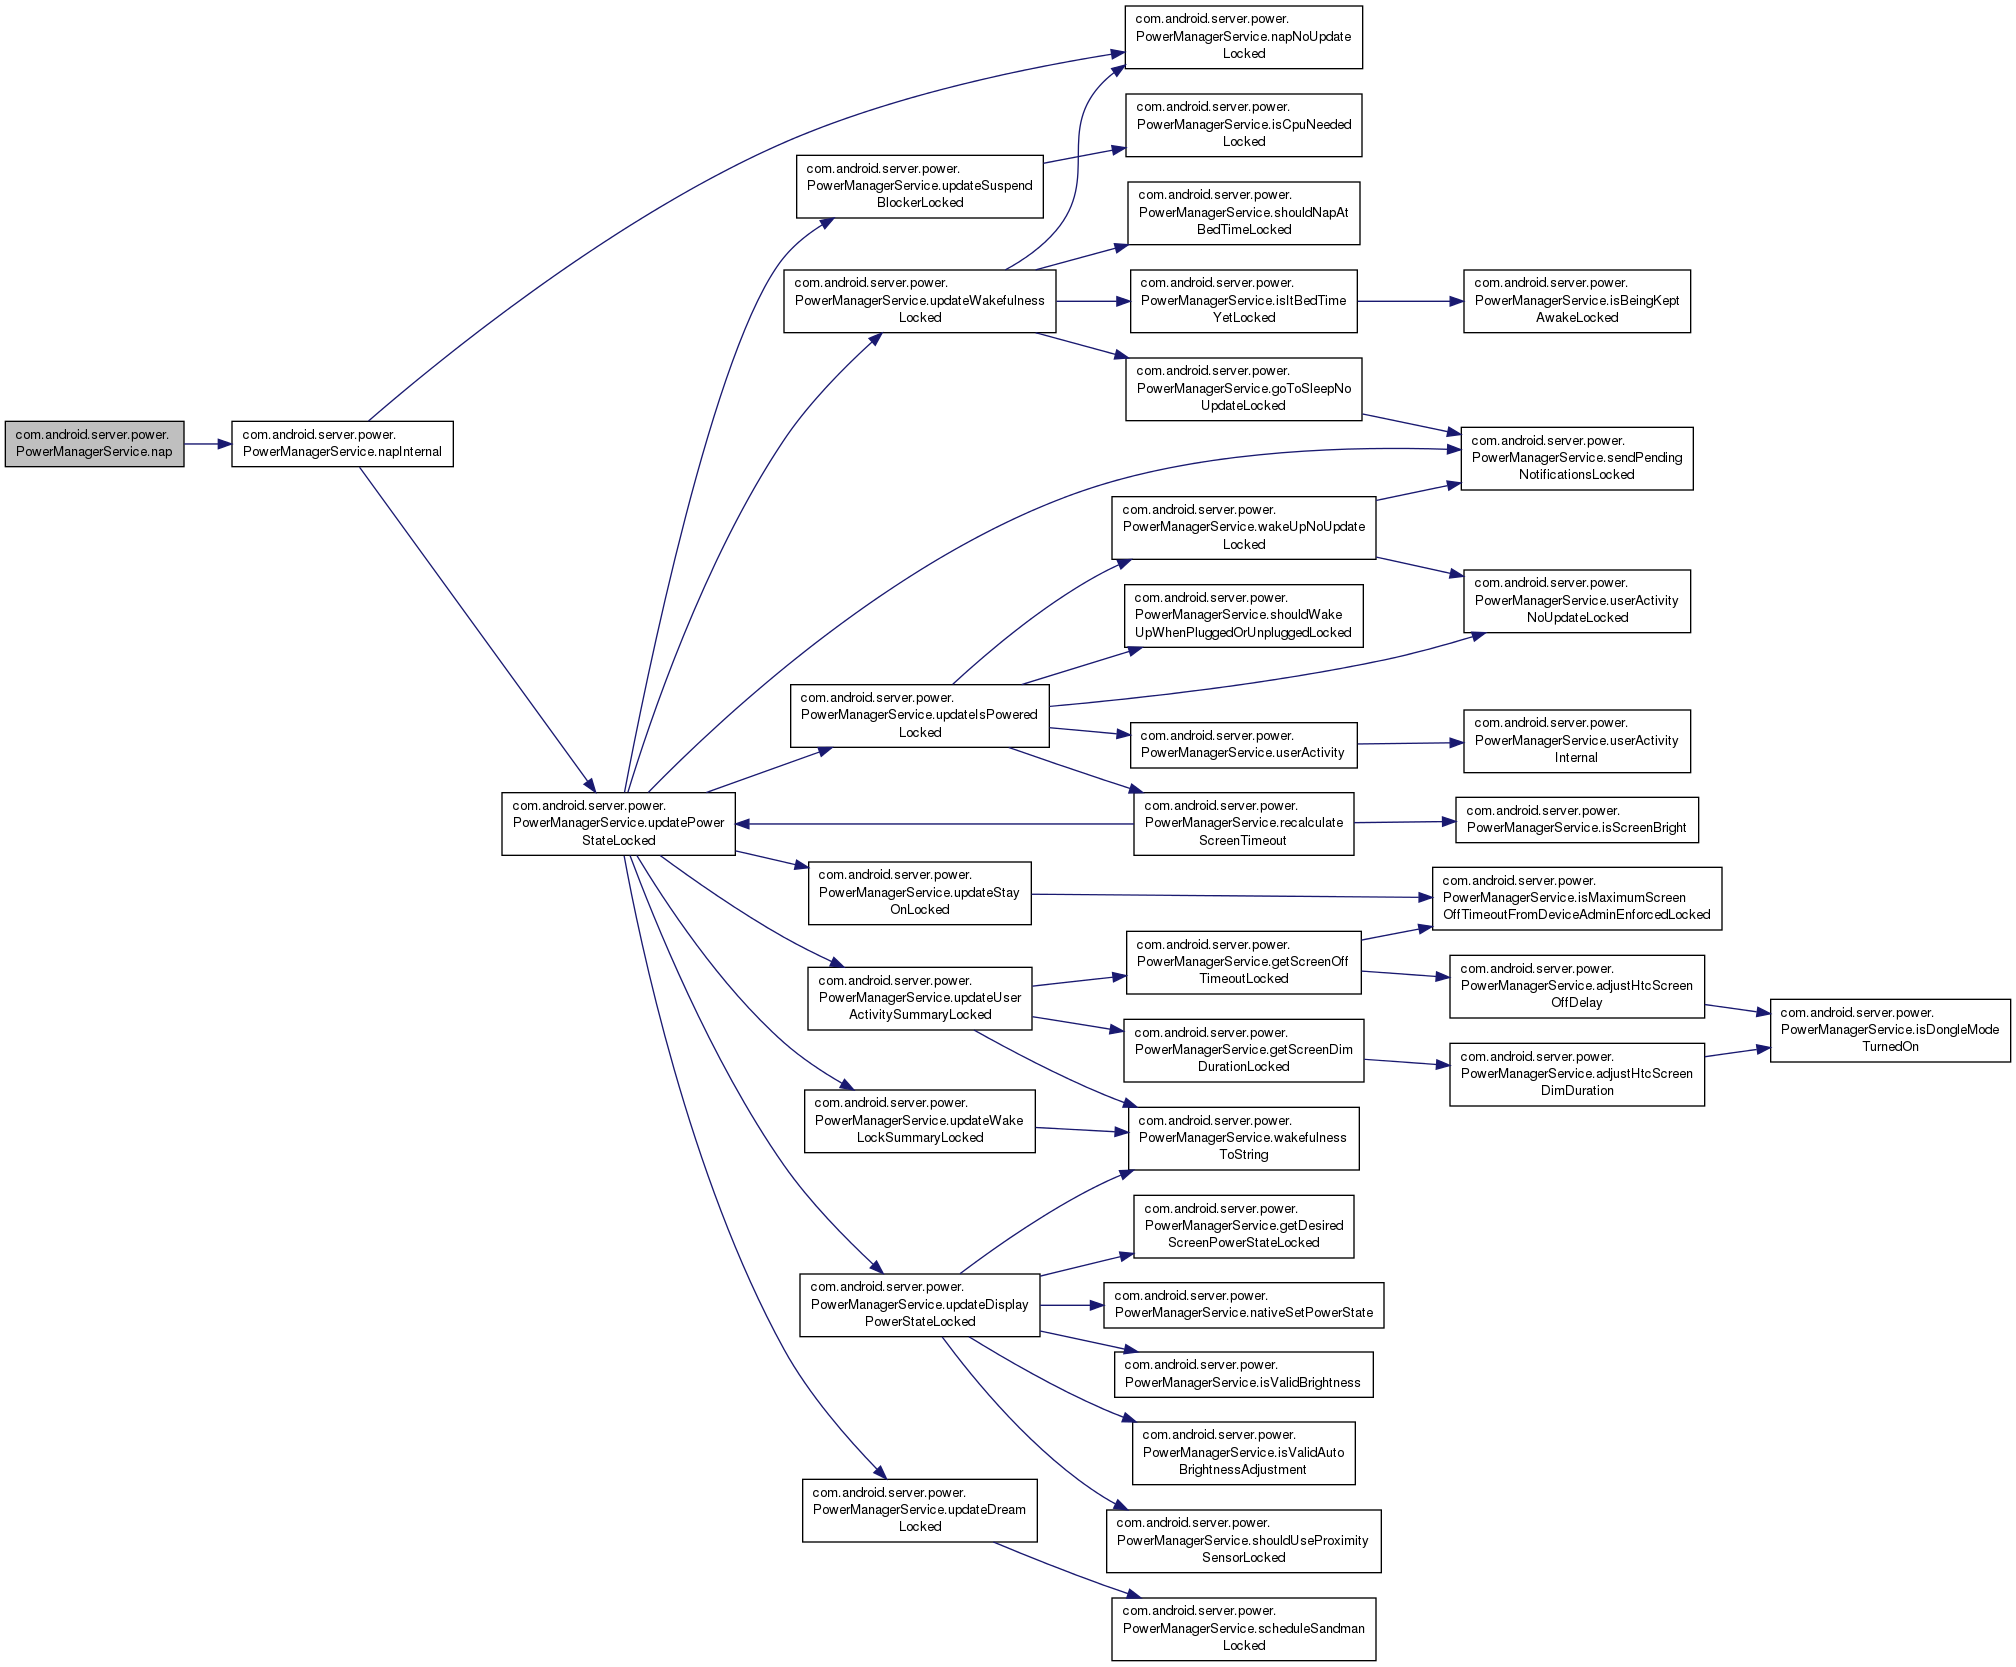 com.android.server.power.
PowerManagerService.nap
com.android.server.power.
PowerManagerService.napInternal
com.android.server.power.
PowerManagerService.updatePower
StateLocked
com.android.server.power.
PowerManagerService.updateSuspend
BlockerLocked
com.android.server.power.
PowerManagerService.updateWakefulness
Locked
com.android.server.power.
PowerManagerService.updateIsPowered
Locked
com.android.server.power.
PowerManagerService.updateStay
OnLocked
com.android.server.power.
PowerManagerService.updateUser
ActivitySummaryLocked
com.android.server.power.
PowerManagerService.updateWake
LockSummaryLocked
com.android.server.power.
PowerManagerService.updateDisplay
PowerStateLocked
com.android.server.power.
PowerManagerService.updateDream
Locked
com.android.server.power.
PowerManagerService.napNoUpdate
Locked
com.android.server.power.
PowerManagerService.isCpuNeeded
Locked
com.android.server.power.
PowerManagerService.shouldNapAt
BedTimeLocked
com.android.server.power.
PowerManagerService.isItBedTime
YetLocked
com.android.server.power.
PowerManagerService.goToSleepNo
UpdateLocked
com.android.server.power.
PowerManagerService.wakeUpNoUpdate
Locked
com.android.server.power.
PowerManagerService.shouldWake
UpWhenPluggedOrUnpluggedLocked
com.android.server.power.
PowerManagerService.userActivity
com.android.server.power.
PowerManagerService.recalculate
ScreenTimeout
com.android.server.power.
PowerManagerService.getScreenOff
TimeoutLocked
com.android.server.power.
PowerManagerService.getScreenDim
DurationLocked
com.android.server.power.
PowerManagerService.wakefulness
ToString
com.android.server.power.
PowerManagerService.getDesired
ScreenPowerStateLocked
com.android.server.power.
PowerManagerService.nativeSetPowerState
com.android.server.power.
PowerManagerService.isValidBrightness
com.android.server.power.
PowerManagerService.isValidAuto
BrightnessAdjustment
com.android.server.power.
PowerManagerService.shouldUseProximity
SensorLocked
com.android.server.power.
PowerManagerService.scheduleSandman
Locked
com.android.server.power.
PowerManagerService.isBeingKept
AwakeLocked
com.android.server.power.
PowerManagerService.sendPending
NotificationsLocked
com.android.server.power.
PowerManagerService.userActivity
NoUpdateLocked
com.android.server.power.
PowerManagerService.userActivity
Internal
com.android.server.power.
PowerManagerService.isScreenBright
com.android.server.power.
PowerManagerService.isMaximumScreen
OffTimeoutFromDeviceAdminEnforcedLocked
com.android.server.power.
PowerManagerService.adjustHtcScreen
OffDelay
com.android.server.power.
PowerManagerService.adjustHtcScreen
DimDuration
com.android.server.power.
PowerManagerService.isDongleMode
TurnedOn